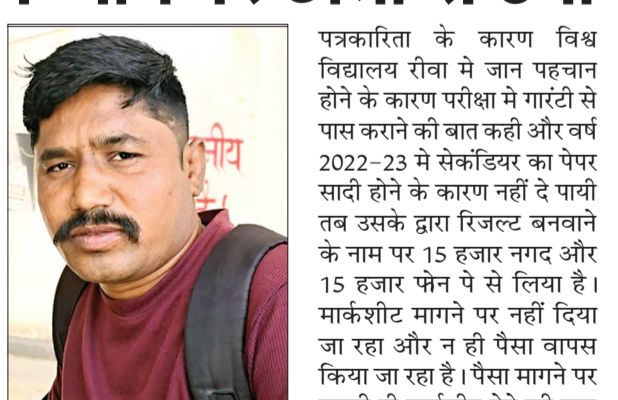 नीय
पत्रकारिता के कारण विश्व
विद्यालय रीवा मे जान पहचान
होने के कारण परीक्षा मे गारंटी से
पास कराने की बात कही और वर्ष
2022-23 मे सेकंडियर का पेपर
सादी होने के कारण नहीं दे पायी
तब उसके द्वारा रिजल्ट बनवाने
के नाम पर 15 हजार नगद और
15 हजार फोन पे से लिया है।
मार्कशीट मागने पर नहीं दिया
जा रहा और न ही पैसा वापस
किया जा रहा है। पैसा मागने पर